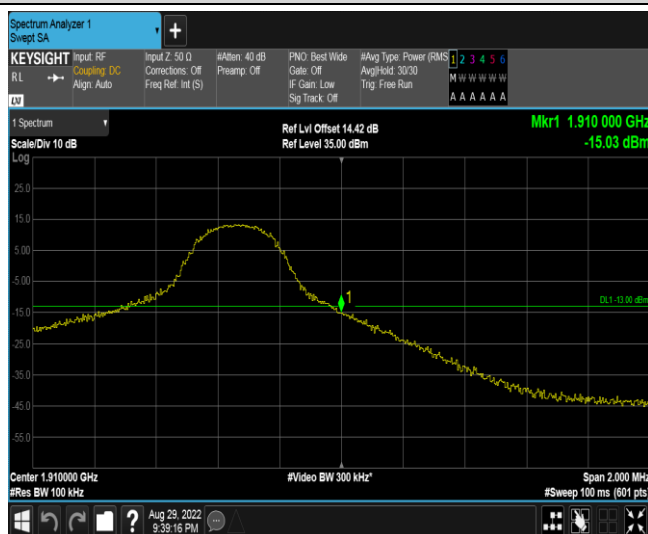 Spectrum Analyzer 1
Swept SA
KEYSIGHT
RL
Input: RF
Coupling: DC
Align: Auto
Input Z: 50 Ω
Corrections: Off
Freq Ref: Int (S)
#Atten: 40 dB
Preamp: Off
PNO: Best Wide
Gate: Off
IF Gain: Low
Sig Track: Off
#Avg Type: Power (RMS
Avg|Hold: 30/30
Trig: Free Run
1 2 3 4 5 6
M W W W W W
A A A A A A
LXI
1 Spectrum
Scale/Div 10 dB
Log
Ref Lvl Offset 14.42 dB
Ref Level 35.00 dBm
Mkr1 1.910 000 GHz
-15.03 dBm
25.0
15.0
5.00
-5.00
1
DL1 -13.00 dBm
-15.0
-25.0
-35.0
-45.0
-55.0
Center 1.910000 GHz
#Res BW 100 kHz
#Video BW 300 kHz*
Span 2.000 MHz
#Sweep 100 ms (601 pts)
?
Aug 29, 2022
9:39:16 PM